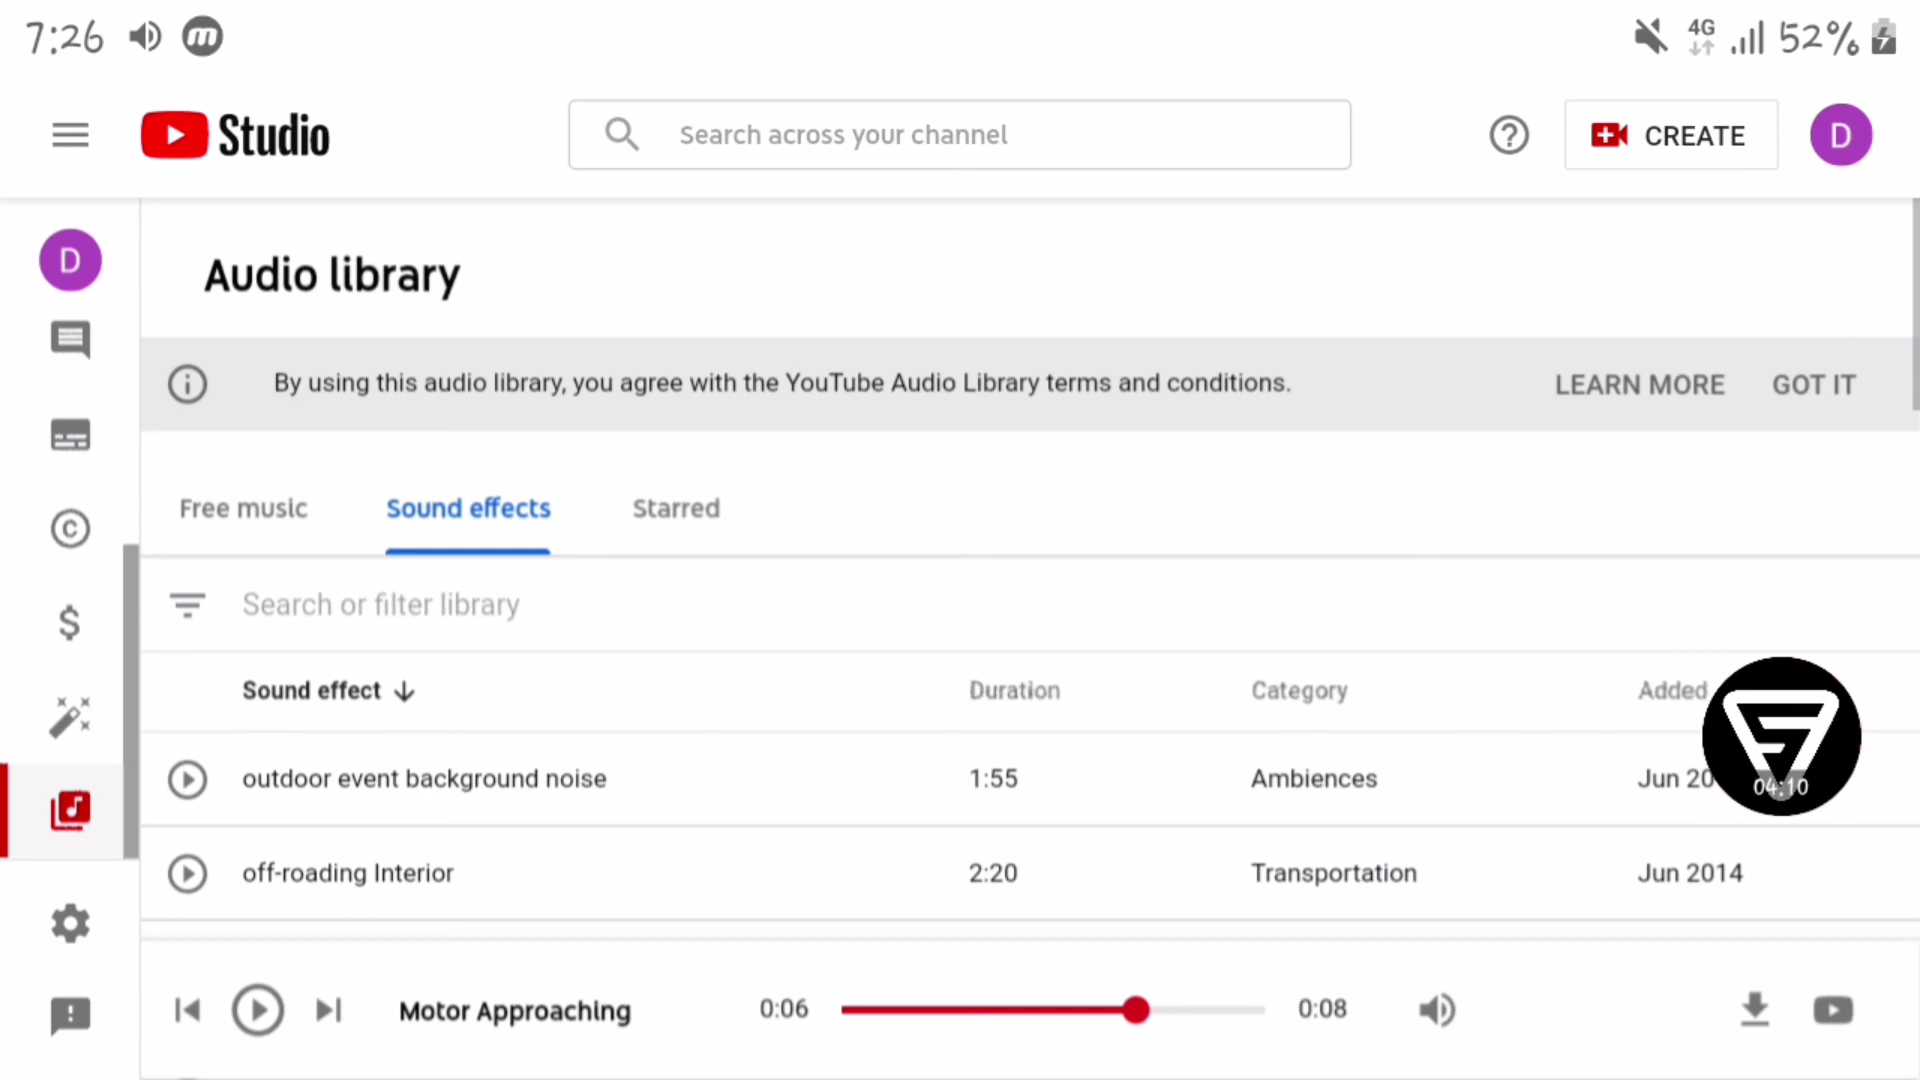 7:26 m 4G 52%
Studio Search across your channel ? CREATE D
D
Audio library
By using this audio library, you agree with the YouTube Audio Library terms and conditions. LEARN MORE GOT IT
Free music Sound effects Starred
Search or filter library
Sound effect Duration Category Added
outdoor event background noise 1:55 Ambiences Jun 20
04:10
off-roading Interior 2:20 Transportation Jun 2014
Motor Approaching 0:06 0:08